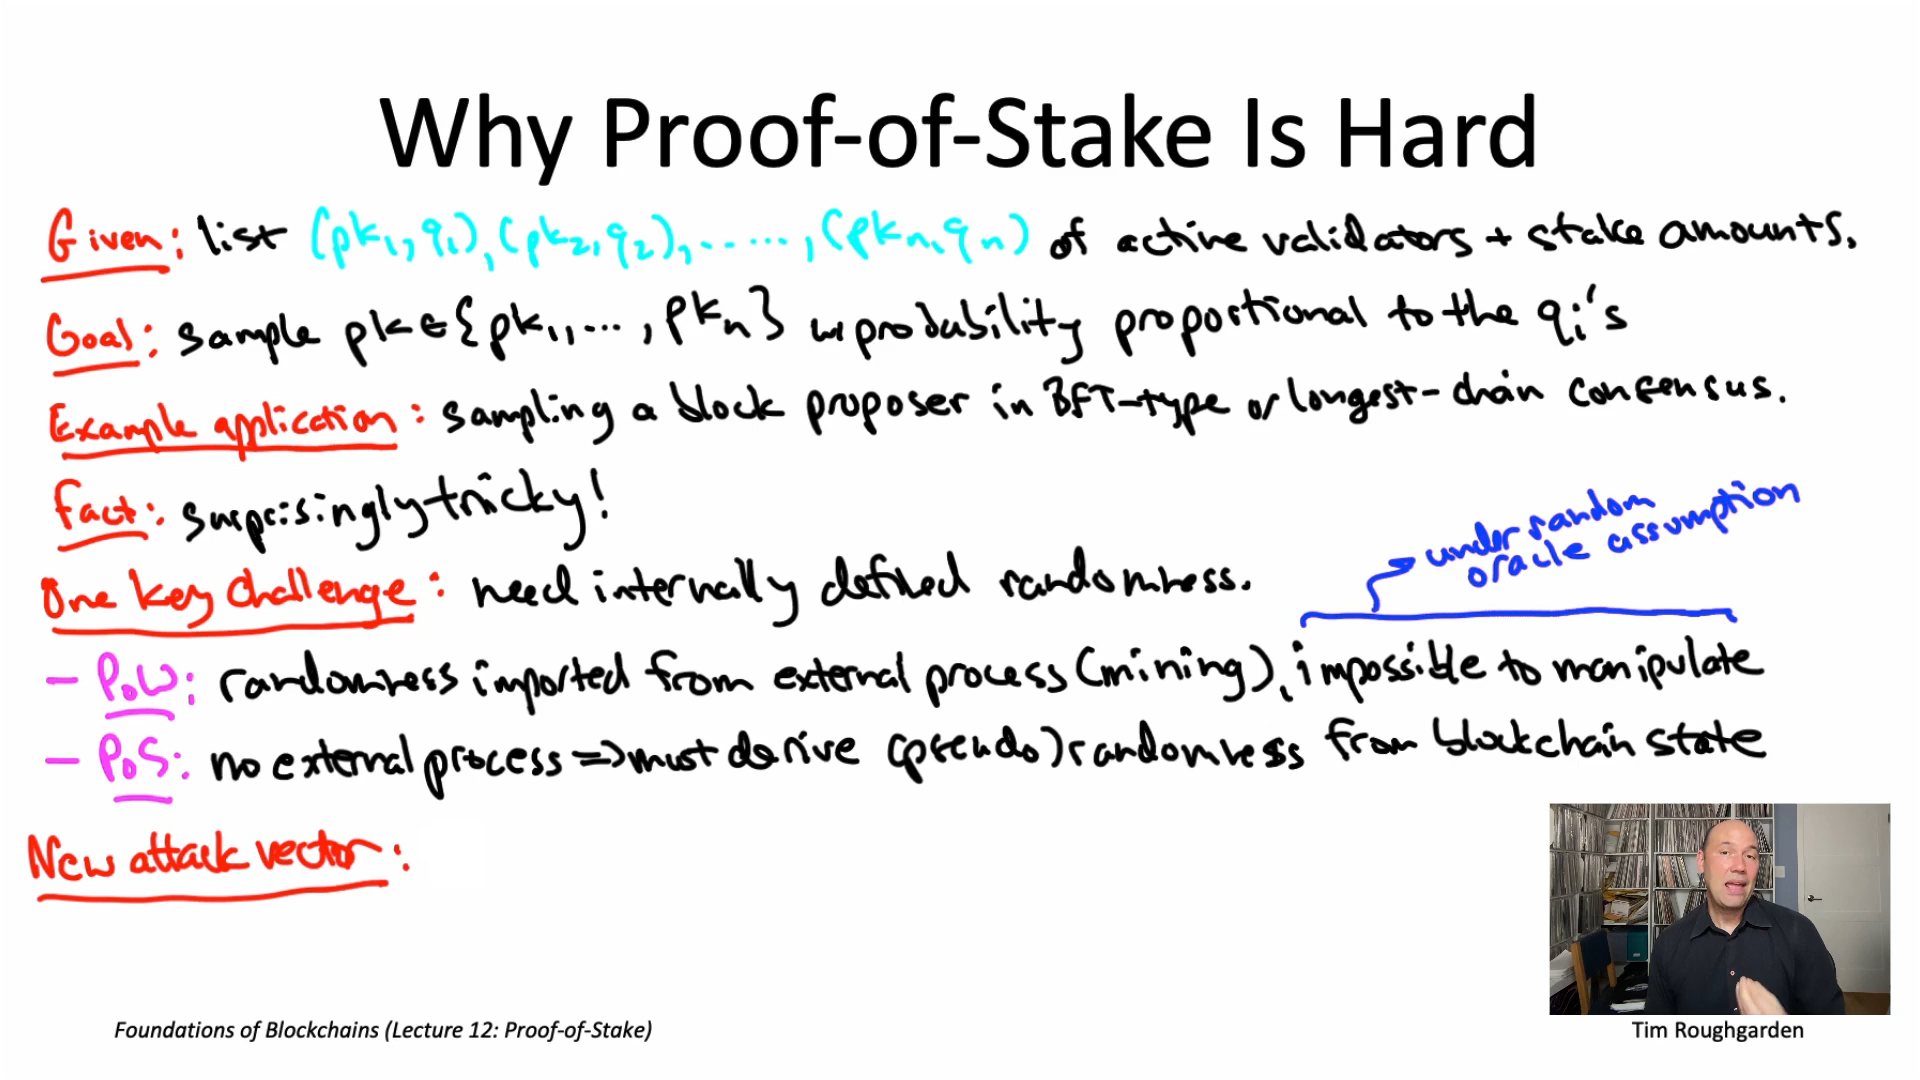 Why Proof-of-Stake Is Hard
Given: list (pk₁, q₁), (pk₂, q₂), ......, (pkₙ, qₙ) of active validators + stake amounts.
Goal: sample pk ∈ {pk₁, ..., pkₙ} w/probability proportional to the qᵢ's
Example application: sampling a block proposer in BFT-type or longest-chain consensus.
Fact: surprisingly tricky!
under random
oracle assumption
One key challenge: need internally defined randomness.
- PoW: randomness imported from external process (mining), impossible to manipulate
- PoS: no external process => must derive (pseudo)randomness from blockchain state
New attack vector:
Foundations of Blockchains (Lecture 12: Proof-of-Stake)
Tim Roughgarden